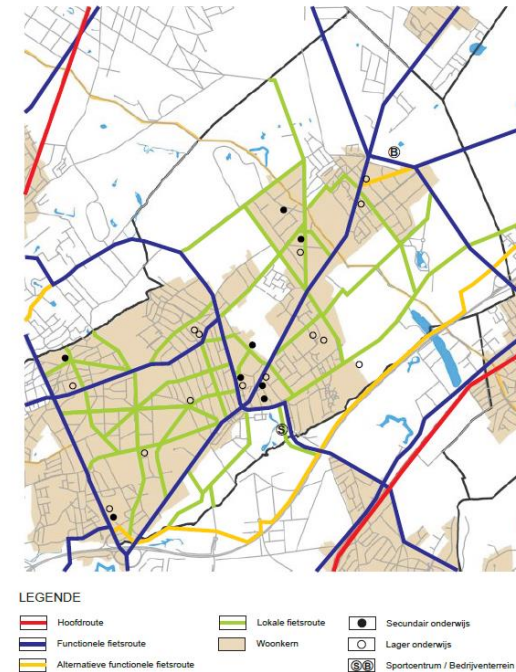 B
S
LEGENDE
Hoofdroute
Functionele fietsroute
Alternatieve functionele fietsroute
Lokale fietsroute
Woonkern
Secundair onderwijs
Lager onderwijs
S B Sportcentrum / Bedrijventerrein